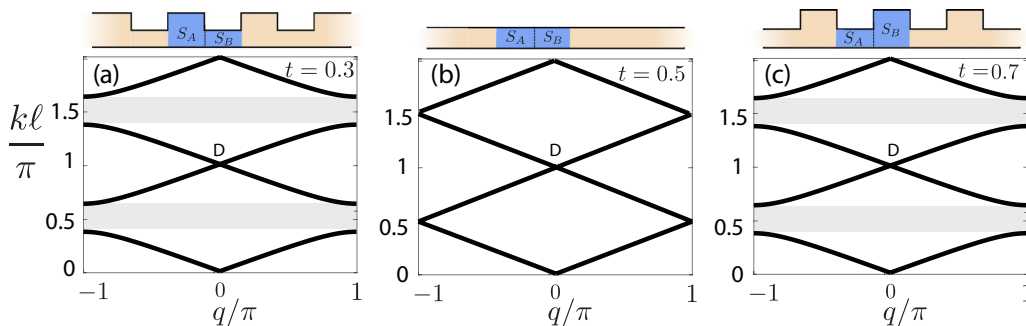 S_A S_B
S_A S_B
S_A S_B
(a) t = 0.3
(b) t = 0.5
(c) t = 0.7
kℓ/π
1.5
1
0.5
0
D
−1 0 1
q/π
1.5
1
0.5
0
D
−1 0 1
q/π
1.5
1
0.5
0
D
−1 0 1
q/π